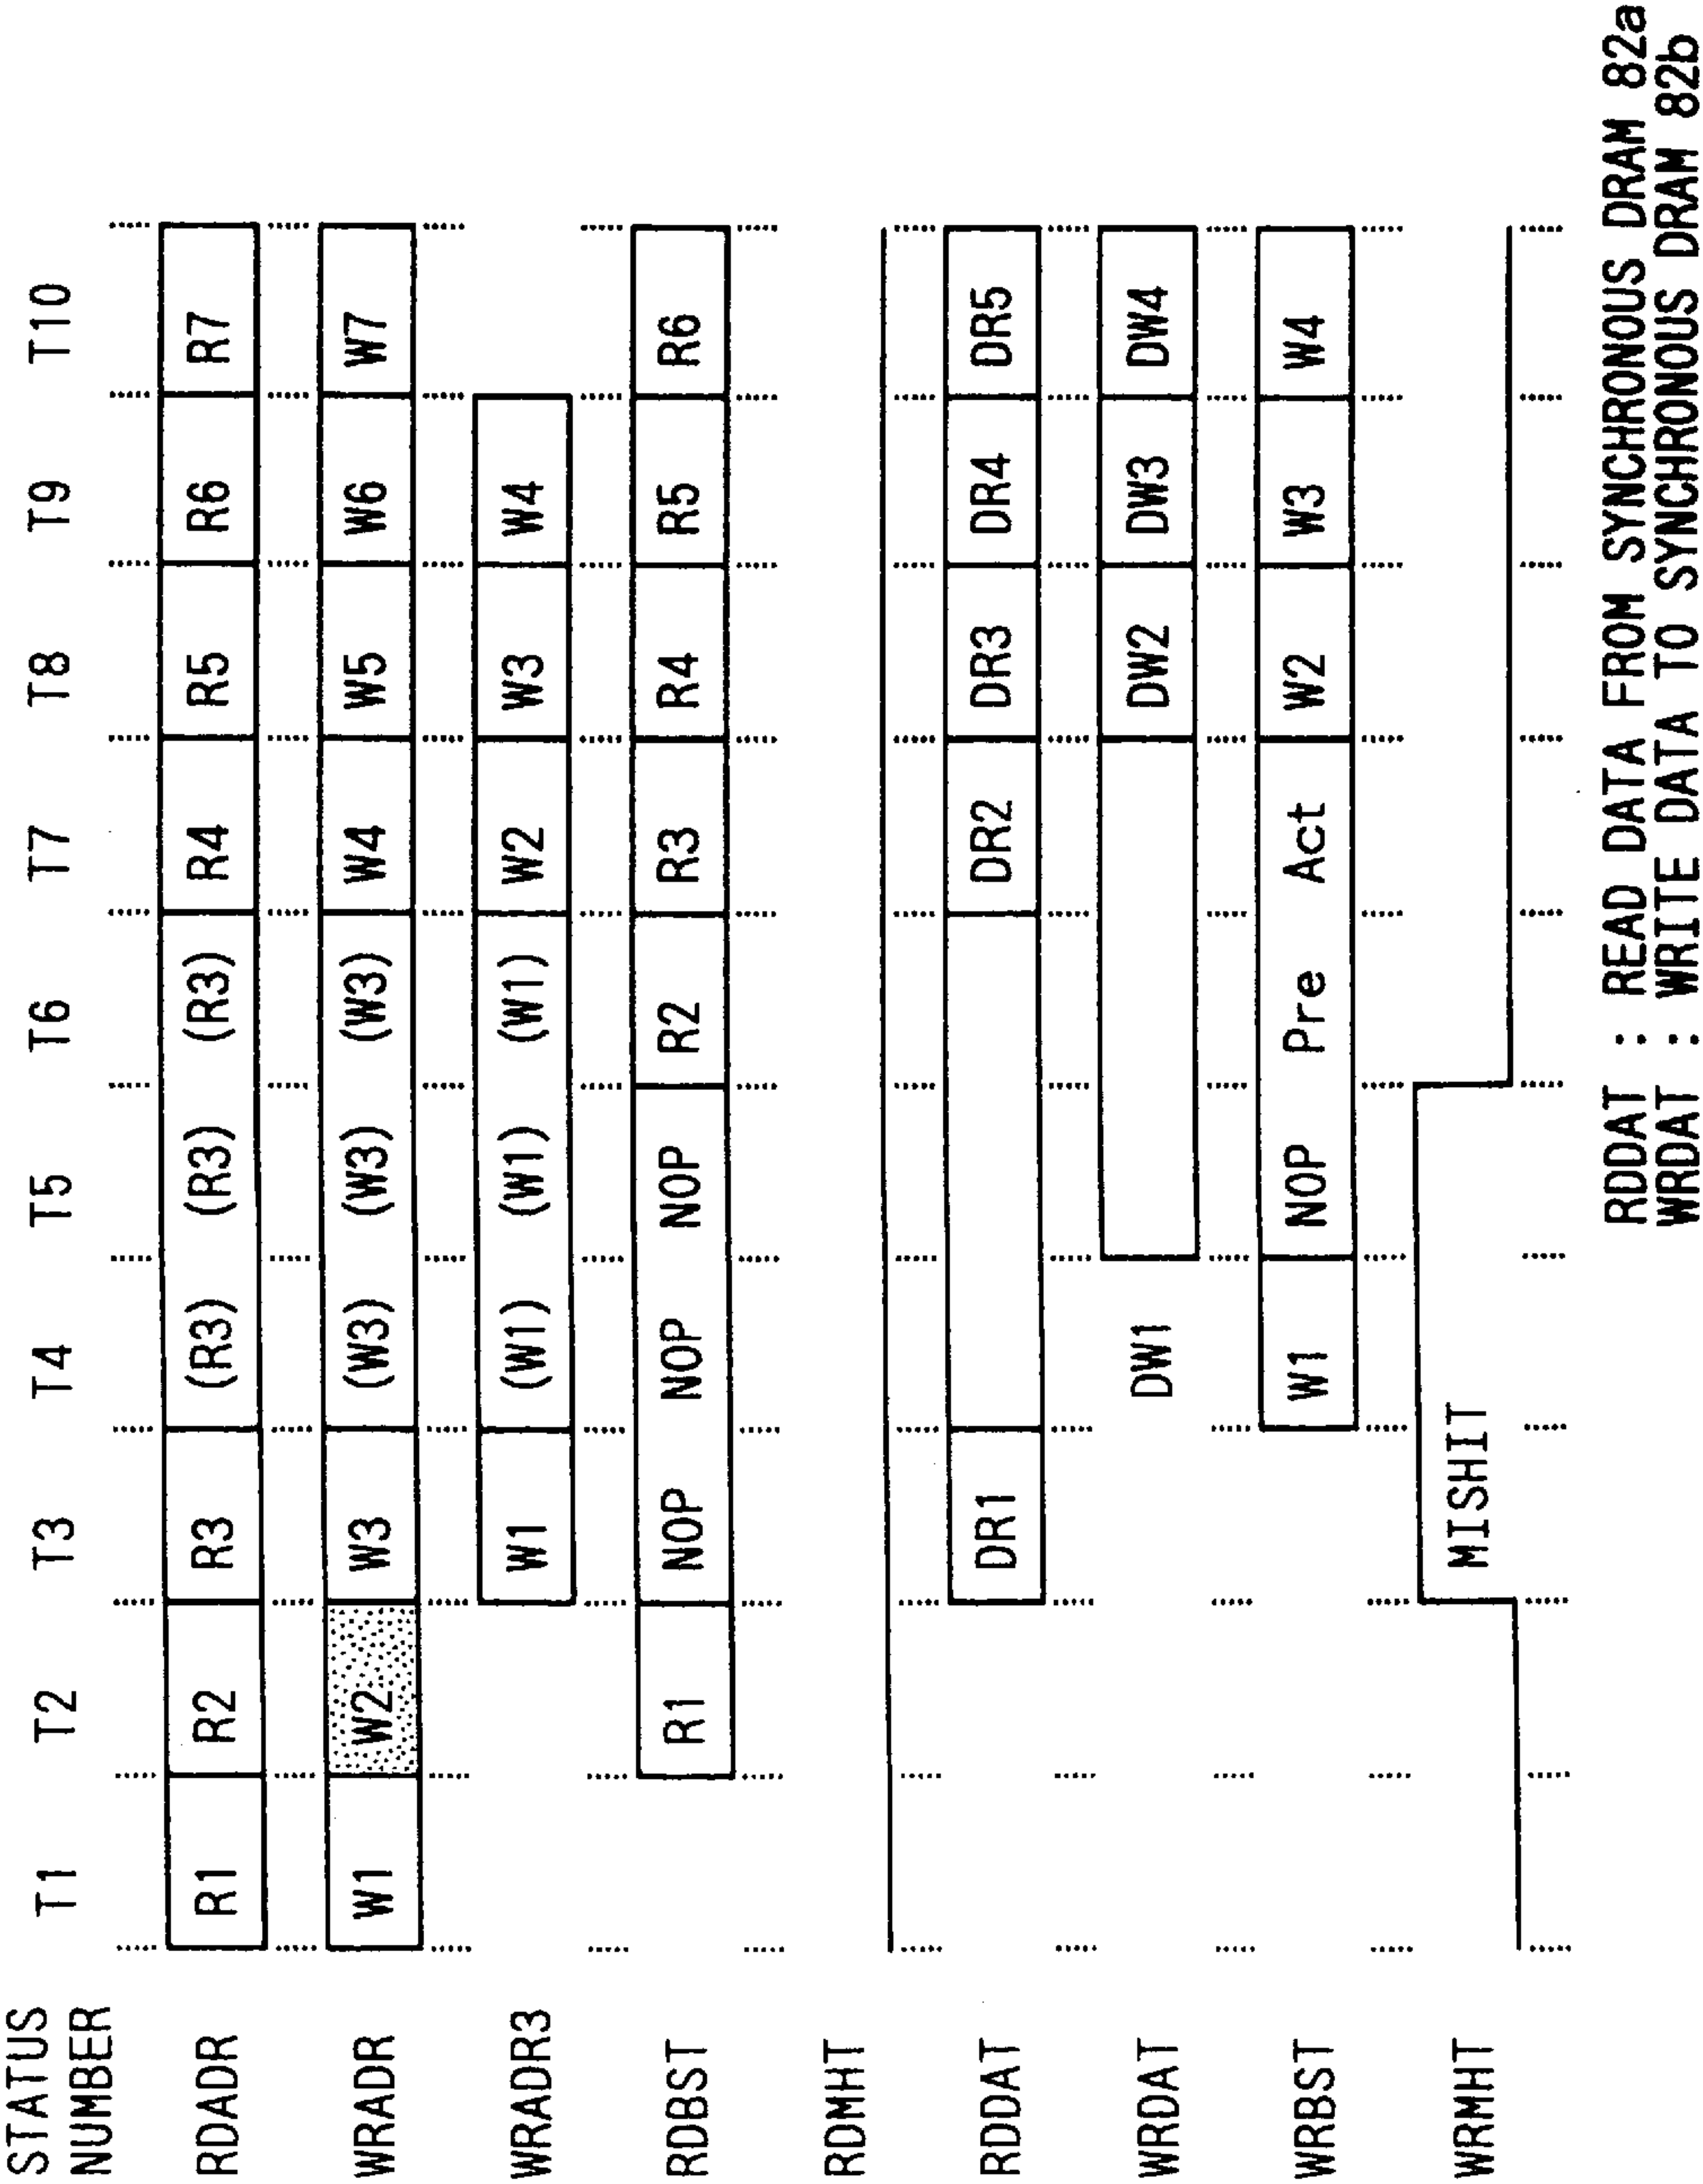 STATUS NUMBER T1 T2 T3 T4 T5 T6 T7 T8 T9 T10
RDADR R1 R2 R3 (R3) (R3) (R3) R4 R5 R6 R7
WRADR W1 W2 W3 (W3) (W3) (W3) W4 W5 W6 W7
WRADR3 W1 (W1) (W1) (W1) W2 W3 W4
RDBST R1 NOP NOP NOP R2 R3 R4 R5 R6
RDMHT
RDDAT DR1 DR2 DR3 DR4 DR5
WRDAT DW1 DW2 DW3 DW4
WRBST W1 NOP Pre Act W2 W3 W4
WRMHT MISHIT
RDDAT : READ DATA FROM SYNCHRONOUS DRAM 82a
WRDAT : WRITE DATA TO SYNCHRONOUS DRAM 82b